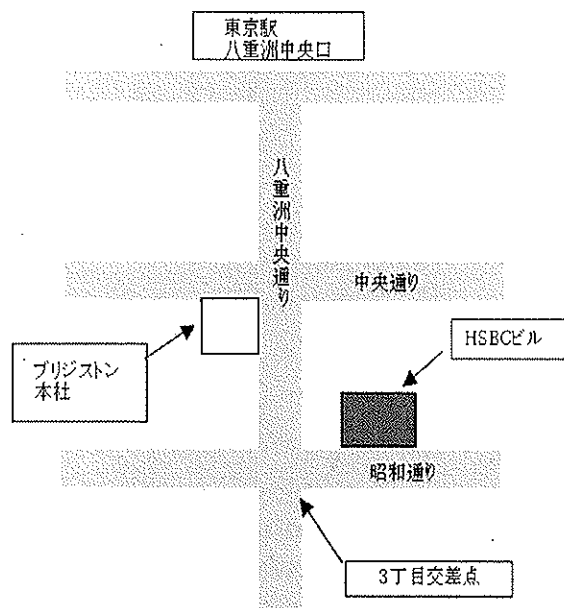 東京駅
八重洲中央口
八重洲中央通り
中央通り
HSBCビル
ブリジストン
本社
昭和通り
3丁目交差点